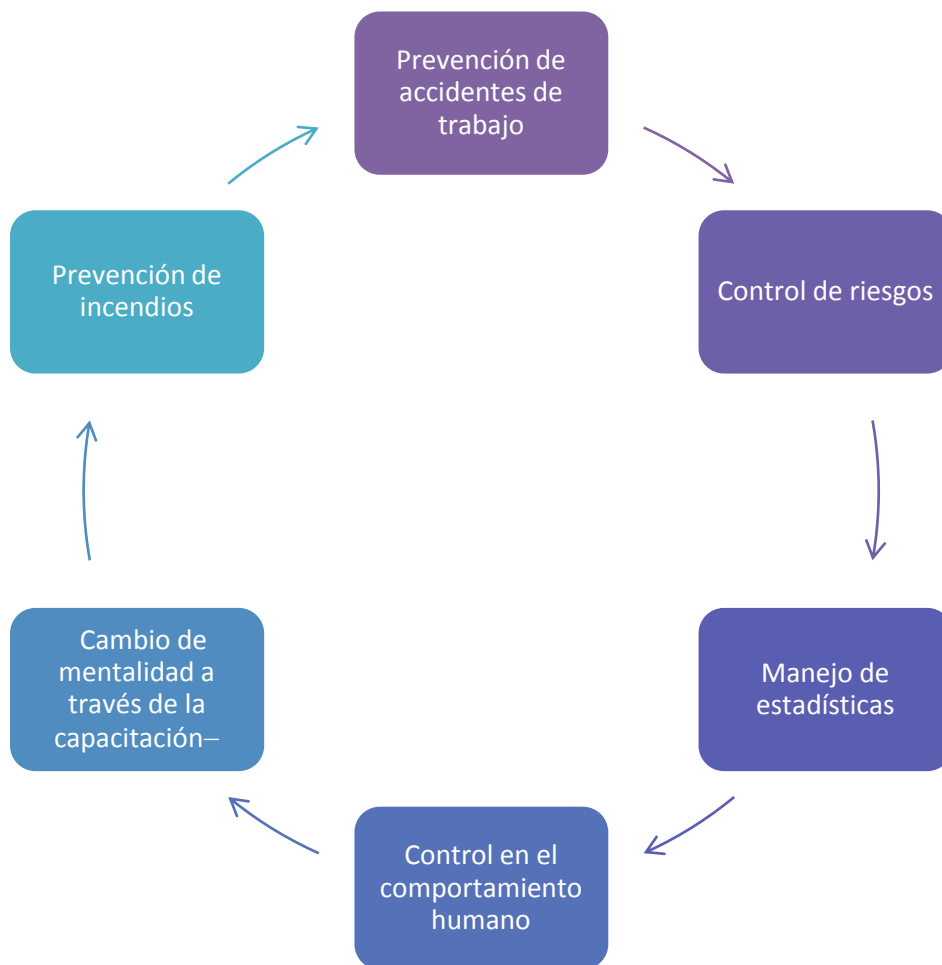 Prevención de
accidentes de
trabajo
Control de riesgos
Manejo de
estadísticas
Control en el
comportamiento
humano
Cambio de
mentalidad a
través de la
capacitación–
Prevención de
incendios